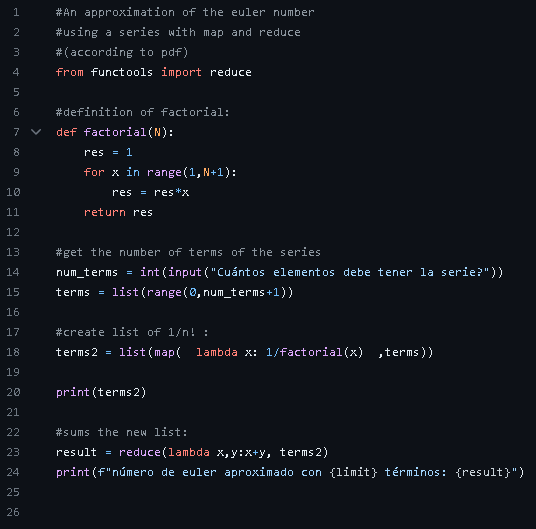 1 #An approximation of the euler number
2 #using a series with map and reduce
3 #(according to pdf)
4 from functools import reduce
5
6 #definition of factorial:
7 def factorial(N):
8     res = 1
9     for x in range(1,N+1):
10         res = res*x
11     return res
12
13 #get the number of terms of the series
14 num_terms = int(input("Cuántos elementos debe tener la serie?"))
15 terms = list(range(0,num_terms+1))
16
17 #create list of 1/n! :
18 terms2 = list(map(  lambda x: 1/factorial(x)  ,terms))
19
20 print(terms2)
21
22 #sums the new list:
23 result = reduce(lambda x,y:x+y, terms2)
24 print(f"número de euler aproximado con {limit} términos: {result}")
25
26